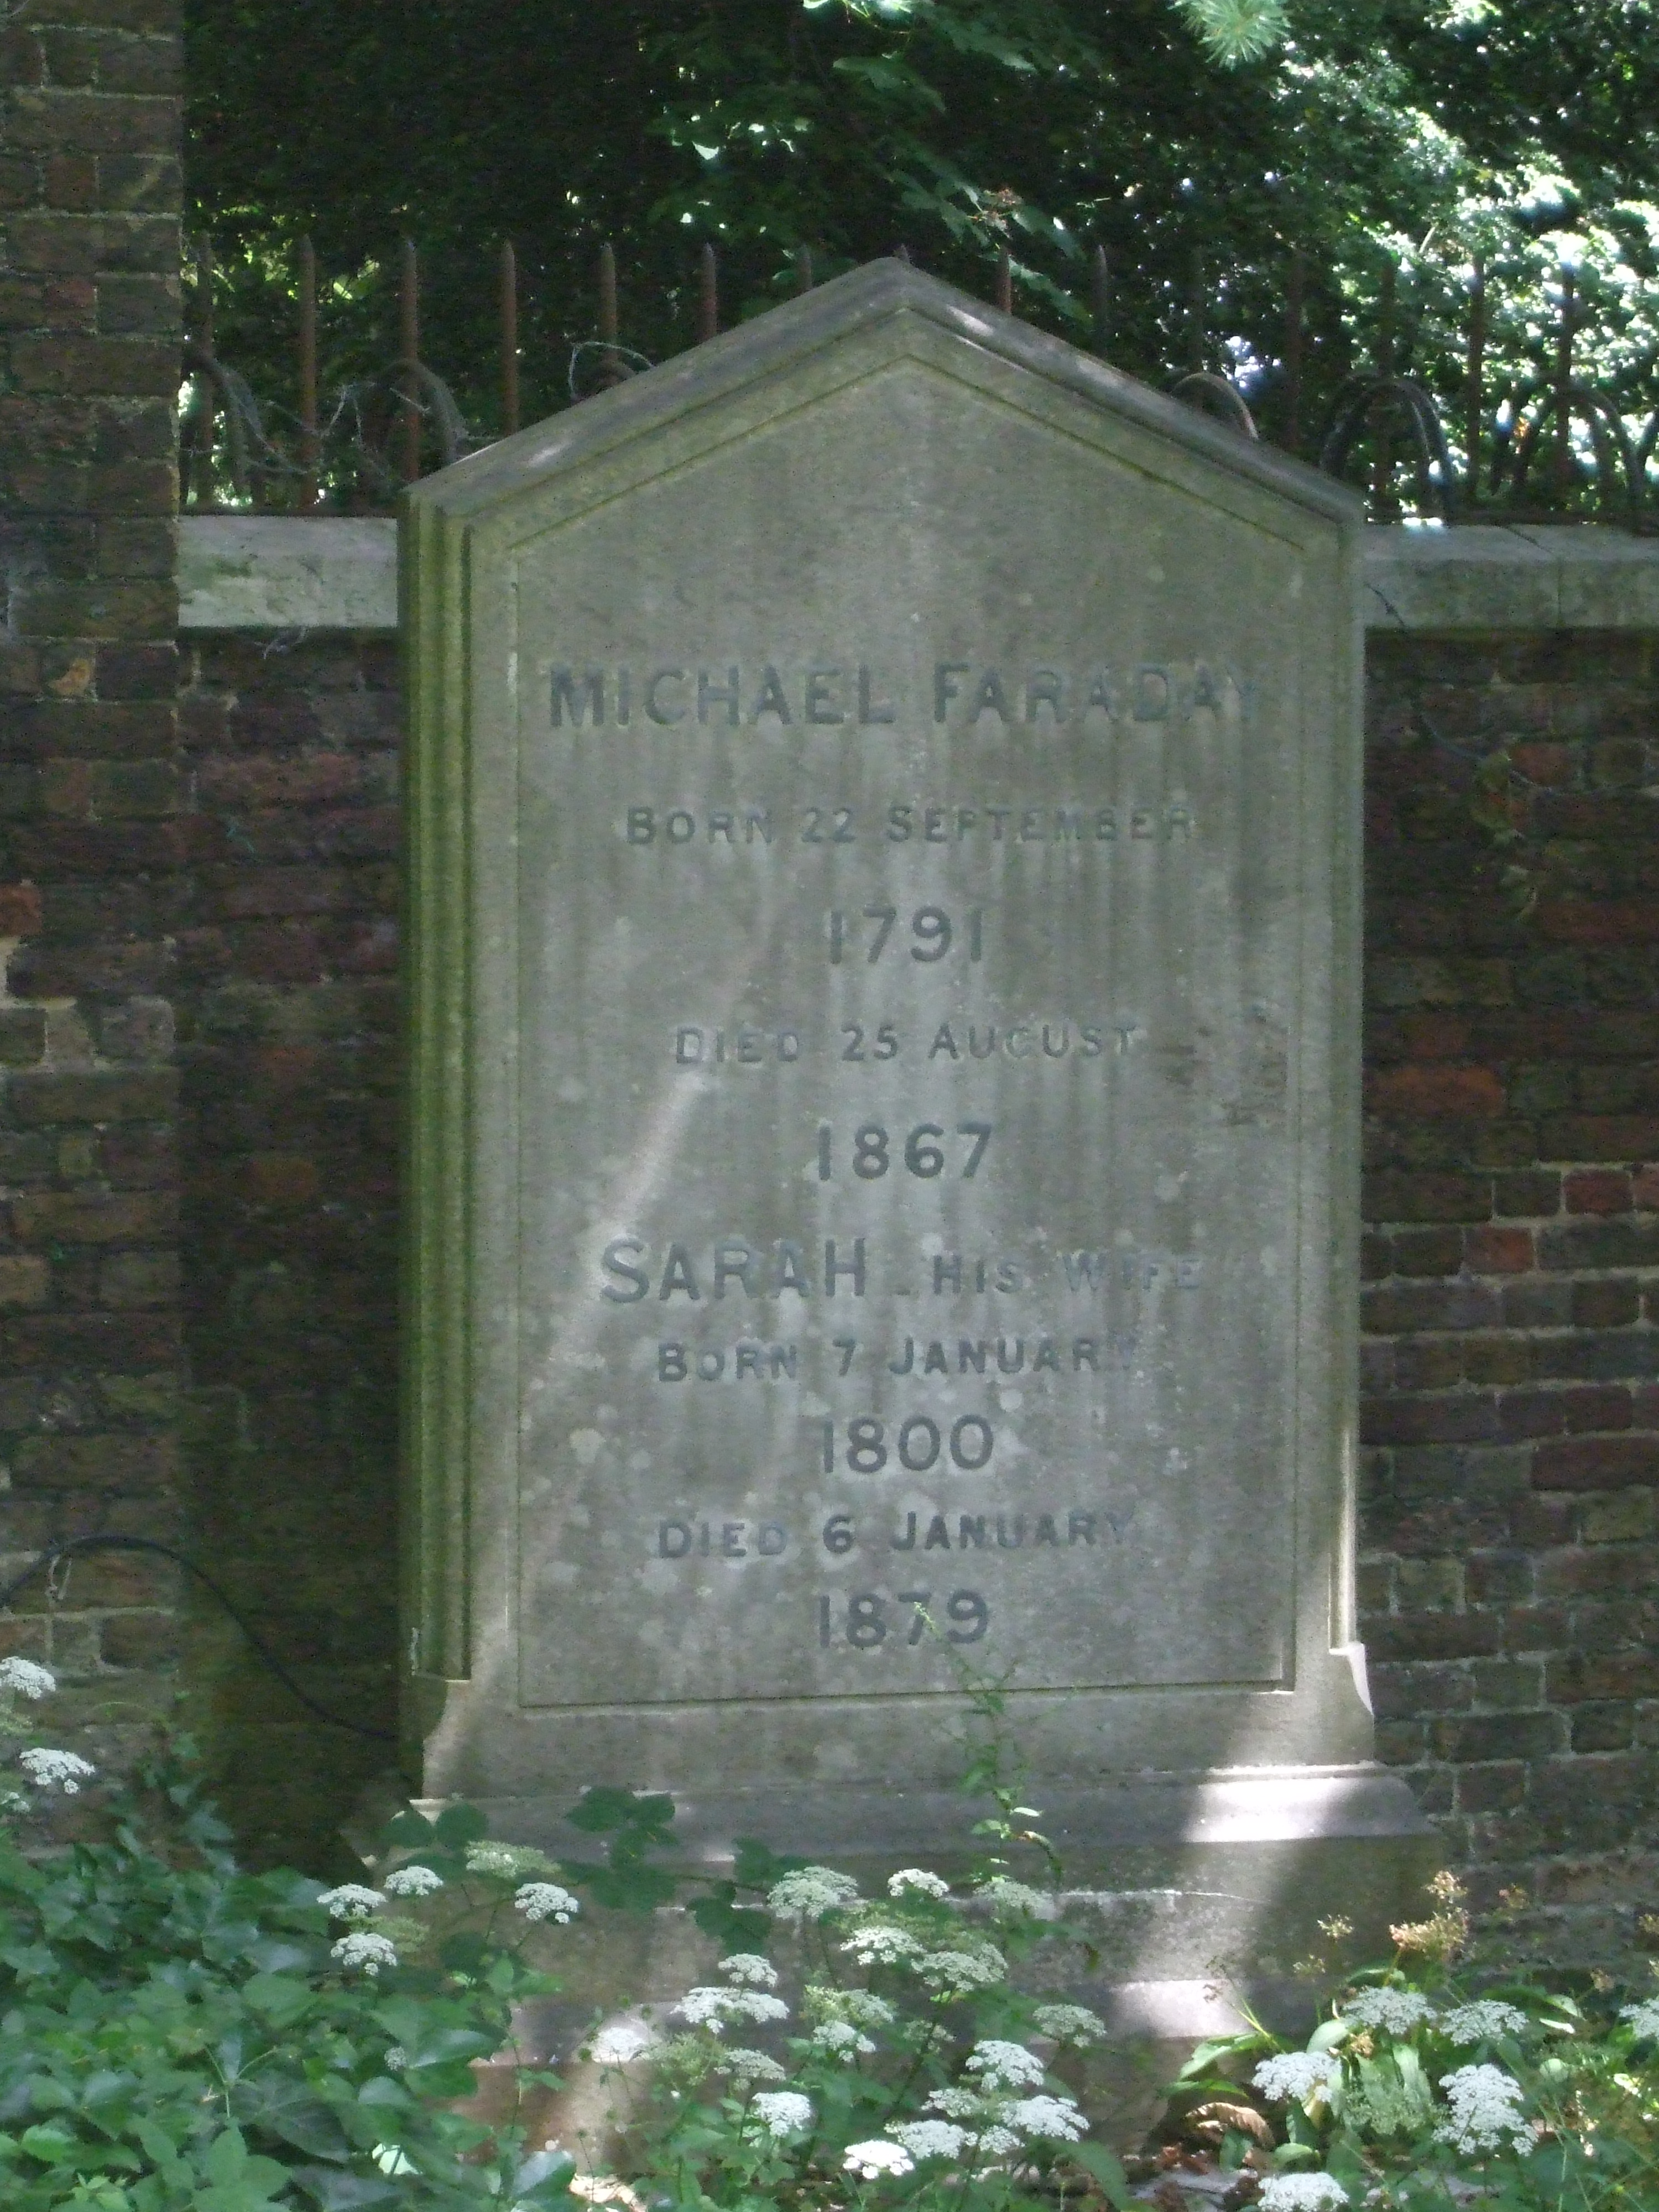 MICHAEL FARADAY
BORN 22 SEPTEMBER
1791
DIED 25 AUGUST
1867
SARAH _ HIS WIFE
BORN 7 JANUARY
1800
DIED 6 JANUARY
1879